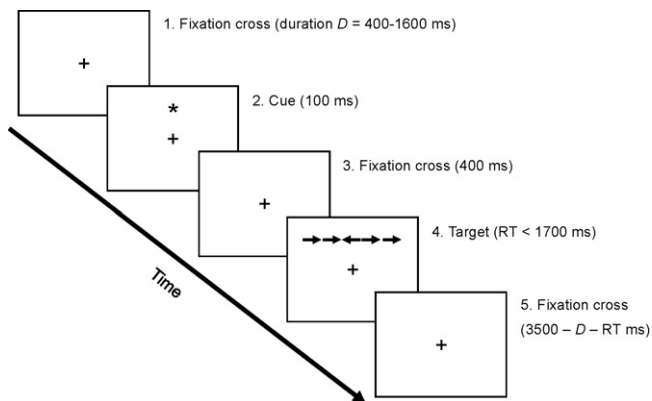 1. Fixation cross (duration D = 400-1600 ms)
2. Cue (100 ms)
3. Fixation cross (400 ms)
4. Target (RT < 1700 ms)
5. Fixation cross
(3500 – D – RT ms)
Time